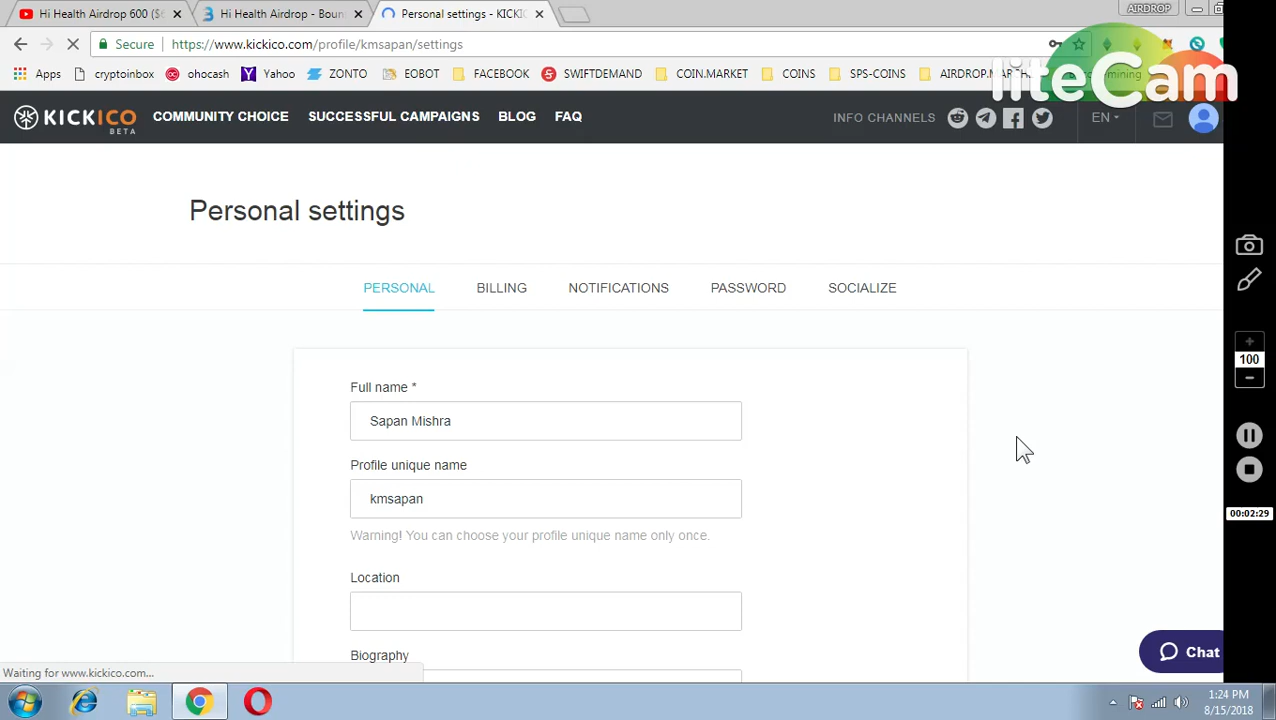 Hi Health Airdrop 600 ($
Hi Health Airdrop - Boun
Personal settings - KICK
AIRDROP
Secure
https://www.kickico.com/profile/kmsapan/settings
Apps
cryptoinbox
ohocash
Yahoo
ZONTO
EOBOT
FACEBOOK
SWIFTDEMAND
COIN.MARKET
COINS
SPS-COINS
mining
liteCam
KICKICO
BETA
COMMUNITY CHOICE
SUCCESSFUL CAMPAIGNS
BLOG
FAQ
INFO CHANNELS
EN
Personal settings
PERSONAL
BILLING
NOTIFICATIONS
PASSWORD
SOCIALIZE
Full name *
Sapan Mishra
Profile unique name
kmsapan
Warning! You can choose your profile unique name only once.
Location
Biography
Chat
Waiting for www.kickico.com...
100
00:02:29
1:24 PM
8/15/2018